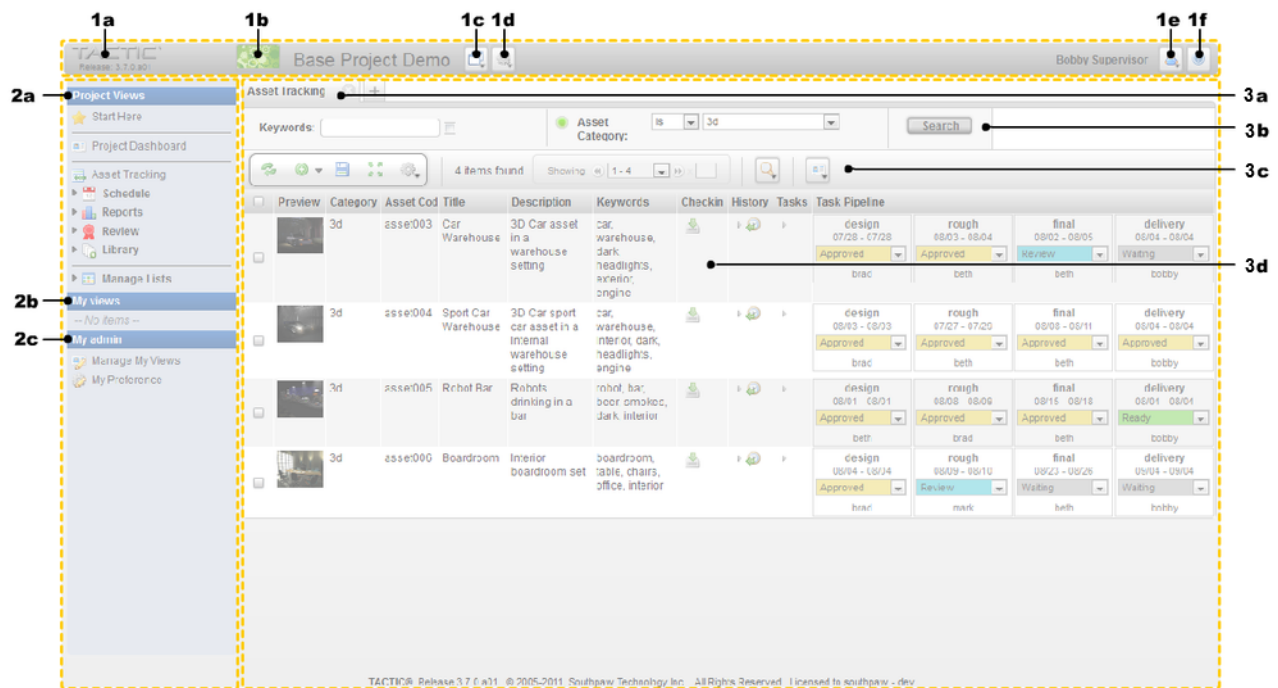 1a 1b 1c 1d 1e 1f
TACTIC
Release: 3.7.0.a01
Base Project Demo
Bobby Supervisor
2a
Project Views
Start Here
Project Dashboard
Asset Tracking
Schedule
Reports
Review
Library
Manage Lists
2b
My views
-- No items --
2c
My admin
Manage My Views
My Preference
Asset Tracking +
3a
Keywords:
Asset Category: is 3d
Search
3b
4 items found Showing 1 - 4
3c
Preview Category Asset Cod Title Description Keywords Checkin History Tasks Task Pipeline
3d asset003 Car Warehouse 3D Car asset in a warehouse setting car, warehouse, dark, headlights, exterior, engine
design rough final delivery
07/28 - 07/28 08/03 - 08/04 08/02 - 08/05 08/04 - 08/04
Approved Approved Review Waiting
brad beth beth bobby
3d
3d asset004 Sport Car Warehouse 3D Car sport car asset in a internal warehouse setting car, warehouse, interior, dark, headlights, engine
design rough final delivery
08/03 - 08/03 07/27 - 07/29 08/08 - 08/11 08/04 - 08/04
Approved Approved Approved Approved
brad beth beth bobby
3d asset005 Robot Bar Robots drinking in a bar robot, bar, beer, smokes, dark, interior
design rough final delivery
08/01 08/01 08/08 08/09 08/15 08/18 08/01 08/01
Approved Approved Approved Ready
beth brad beth bobby
3d asset006 Boardroom Interior boardroom set boardroom, table, chairs, office, interior
design rough final delivery
08/04 - 08/04 08/09 - 08/10 08/23 - 08/26 09/04 - 09/04
Approved Review Waiting Waiting
brad mark beth bobby
TACTIC® Release 3.7.0.a01 © 2005-2011, Southpaw Technology Inc. All Rights Reserved. Licensed to southpaw - dev